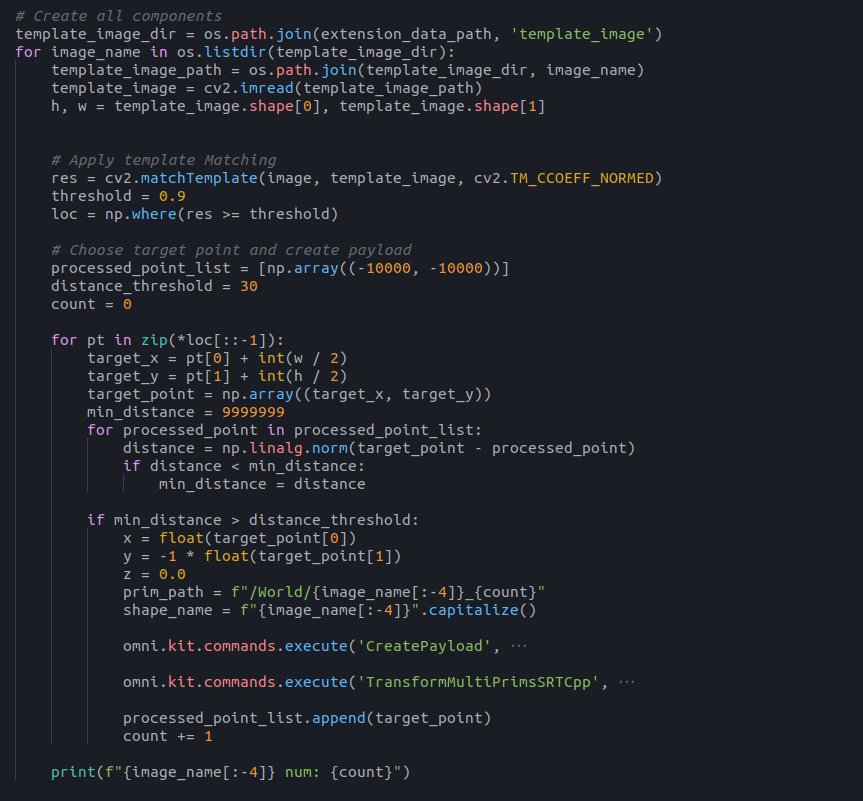 # Create all components
template_image_dir = os.path.join(extension_data_path, 'template_image')
for image_name in os.listdir(template_image_dir):
    template_image_path = os.path.join(template_image_dir, image_name)
    template_image = cv2.imread(template_image_path)
    h, w = template_image.shape[0], template_image.shape[1]
    # Apply template Matching
    res = cv2.matchTemplate(image, template_image, cv2.TM_CCOEFF_NORMED)
    threshold = 0.9
    loc = np.where(res >= threshold)
    # Choose target point and create payload
    processed_point_list = [np.array((-10000, -10000))]
    distance_threshold = 30
    count = 0
    for pt in zip(*loc[::-1]):
        target_x = pt[0] + int(w / 2)
        target_y = pt[1] + int(h / 2)
        target_point = np.array((target_x, target_y))
        min_distance = 9999999
        for processed_point in processed_point_list:
            distance = np.linalg.norm(target_point - processed_point)
            if distance < min_distance:
                min_distance = distance
        if min_distance > distance_threshold:
            x = float(target_point[0])
            y = -1 * float(target_point[1])
            z = 0.0
            prim_path = f"/World/{image_name[:-4]}_{count}"
            shape_name = f"{image_name[:-4]}".capitalize()
            omni.kit.commands.execute('CreatePayload', ···
            omni.kit.commands.execute('TransformMultiPrimsSRTCpp', ···
            processed_point_list.append(target_point)
            count += 1
    print(f"{image_name[:-4]} num: {count}")